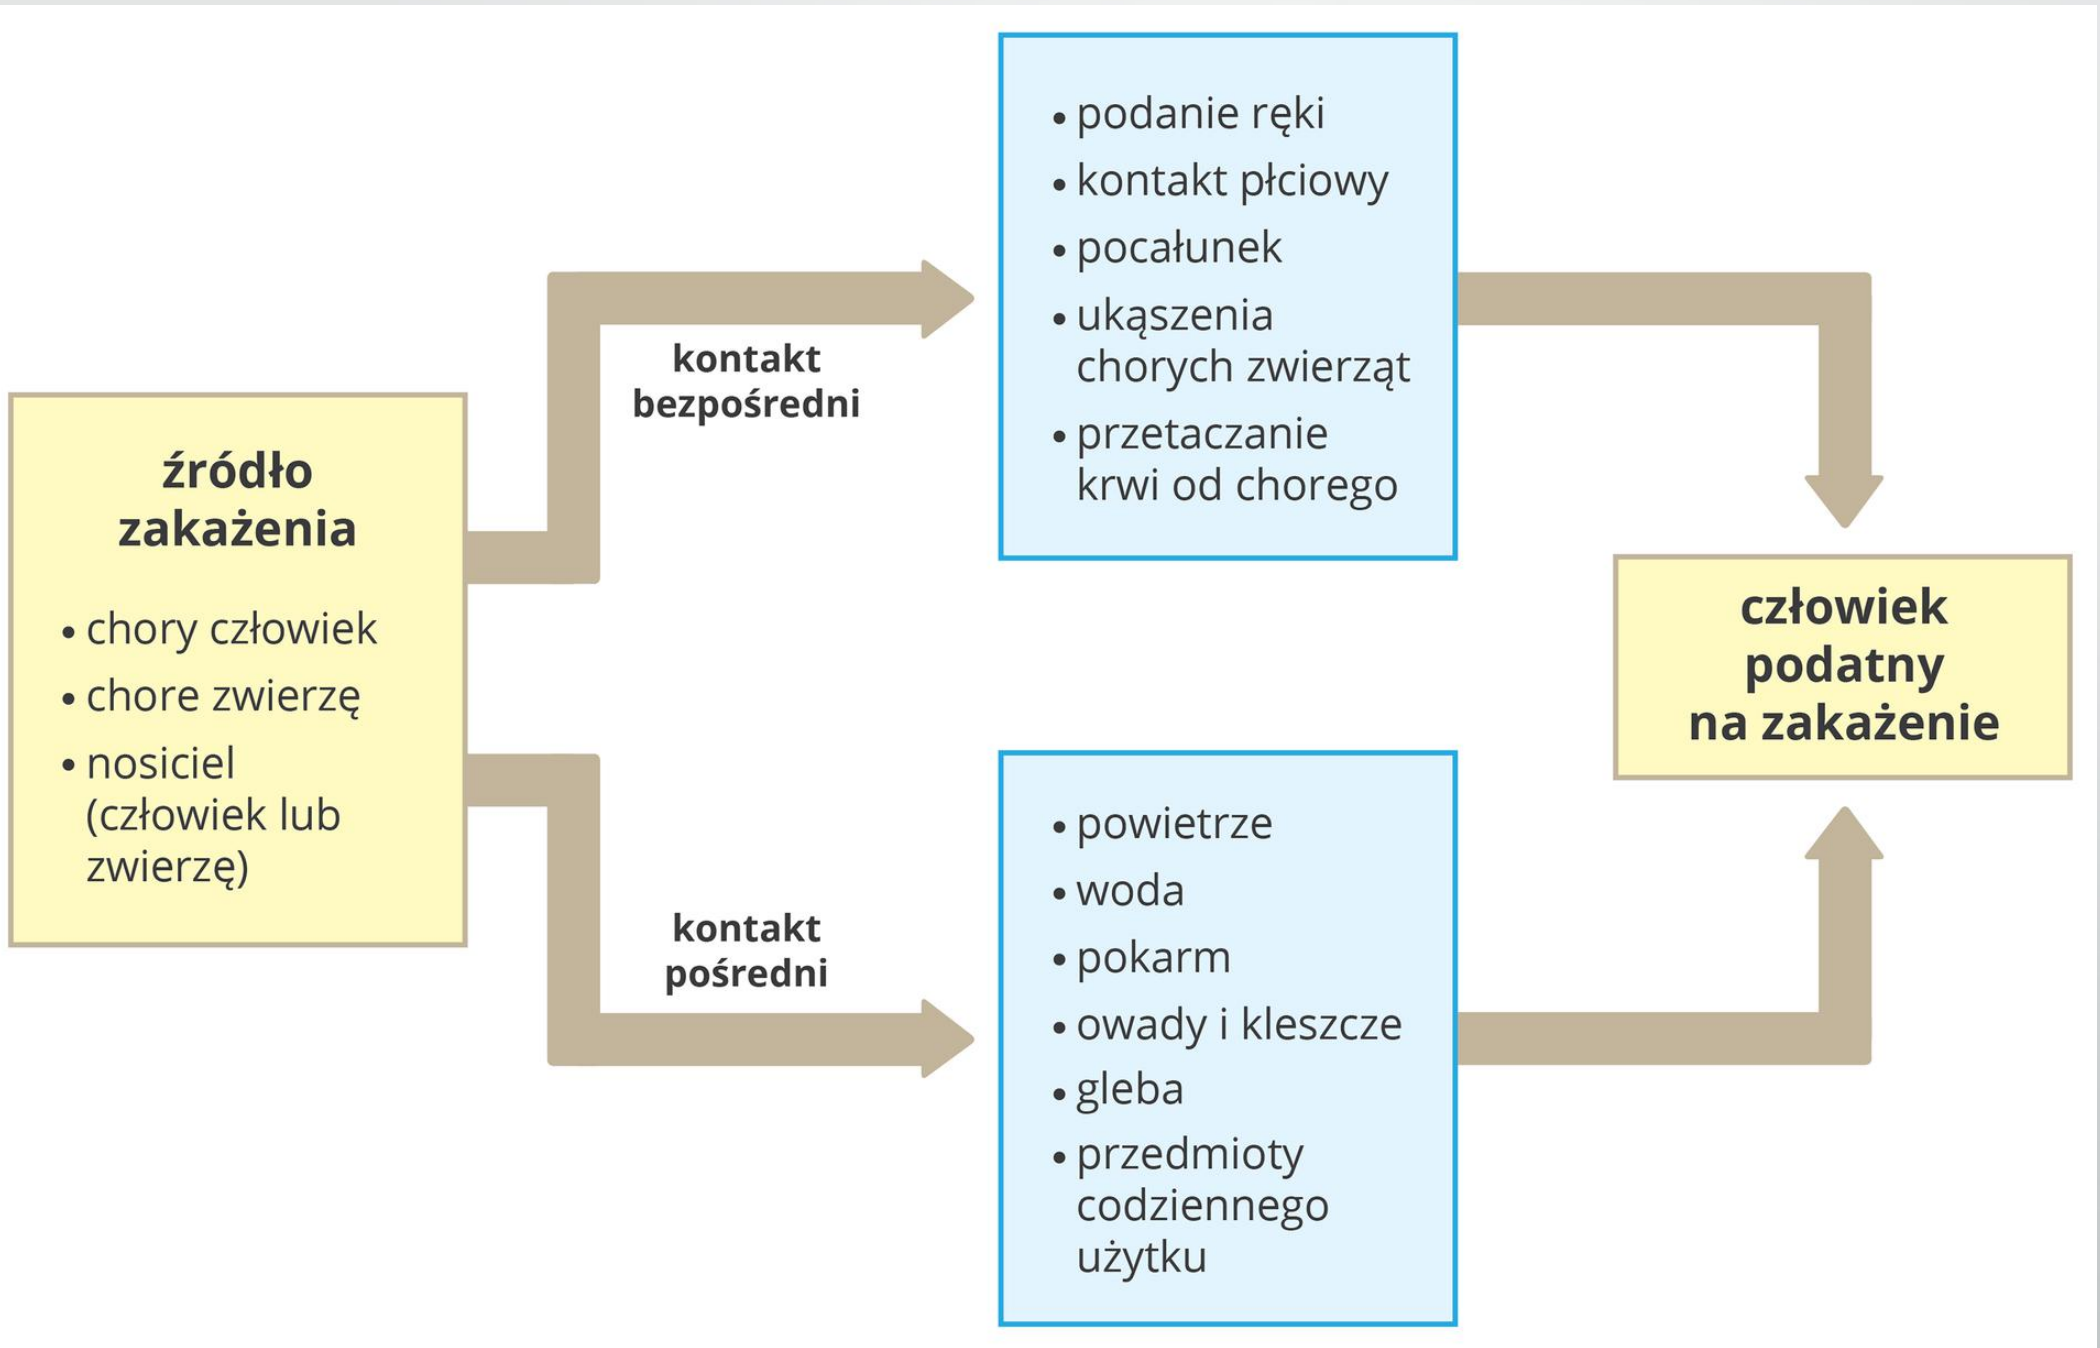 źródło
zakażenia
• chory człowiek
• chore zwierzę
• nosiciel
(człowiek lub
zwierzę)
kontakt
bezpośredni
• podanie ręki
• kontakt płciowy
• pocałunek
• ukąszenia
chorych zwierząt
• przetaczanie
krwi od chorego
kontakt
pośredni
• powietrze
• woda
• pokarm
• owady i kleszcze
• gleba
• przedmioty
codziennego
użytku
człowiek
podatny
na zakażenie